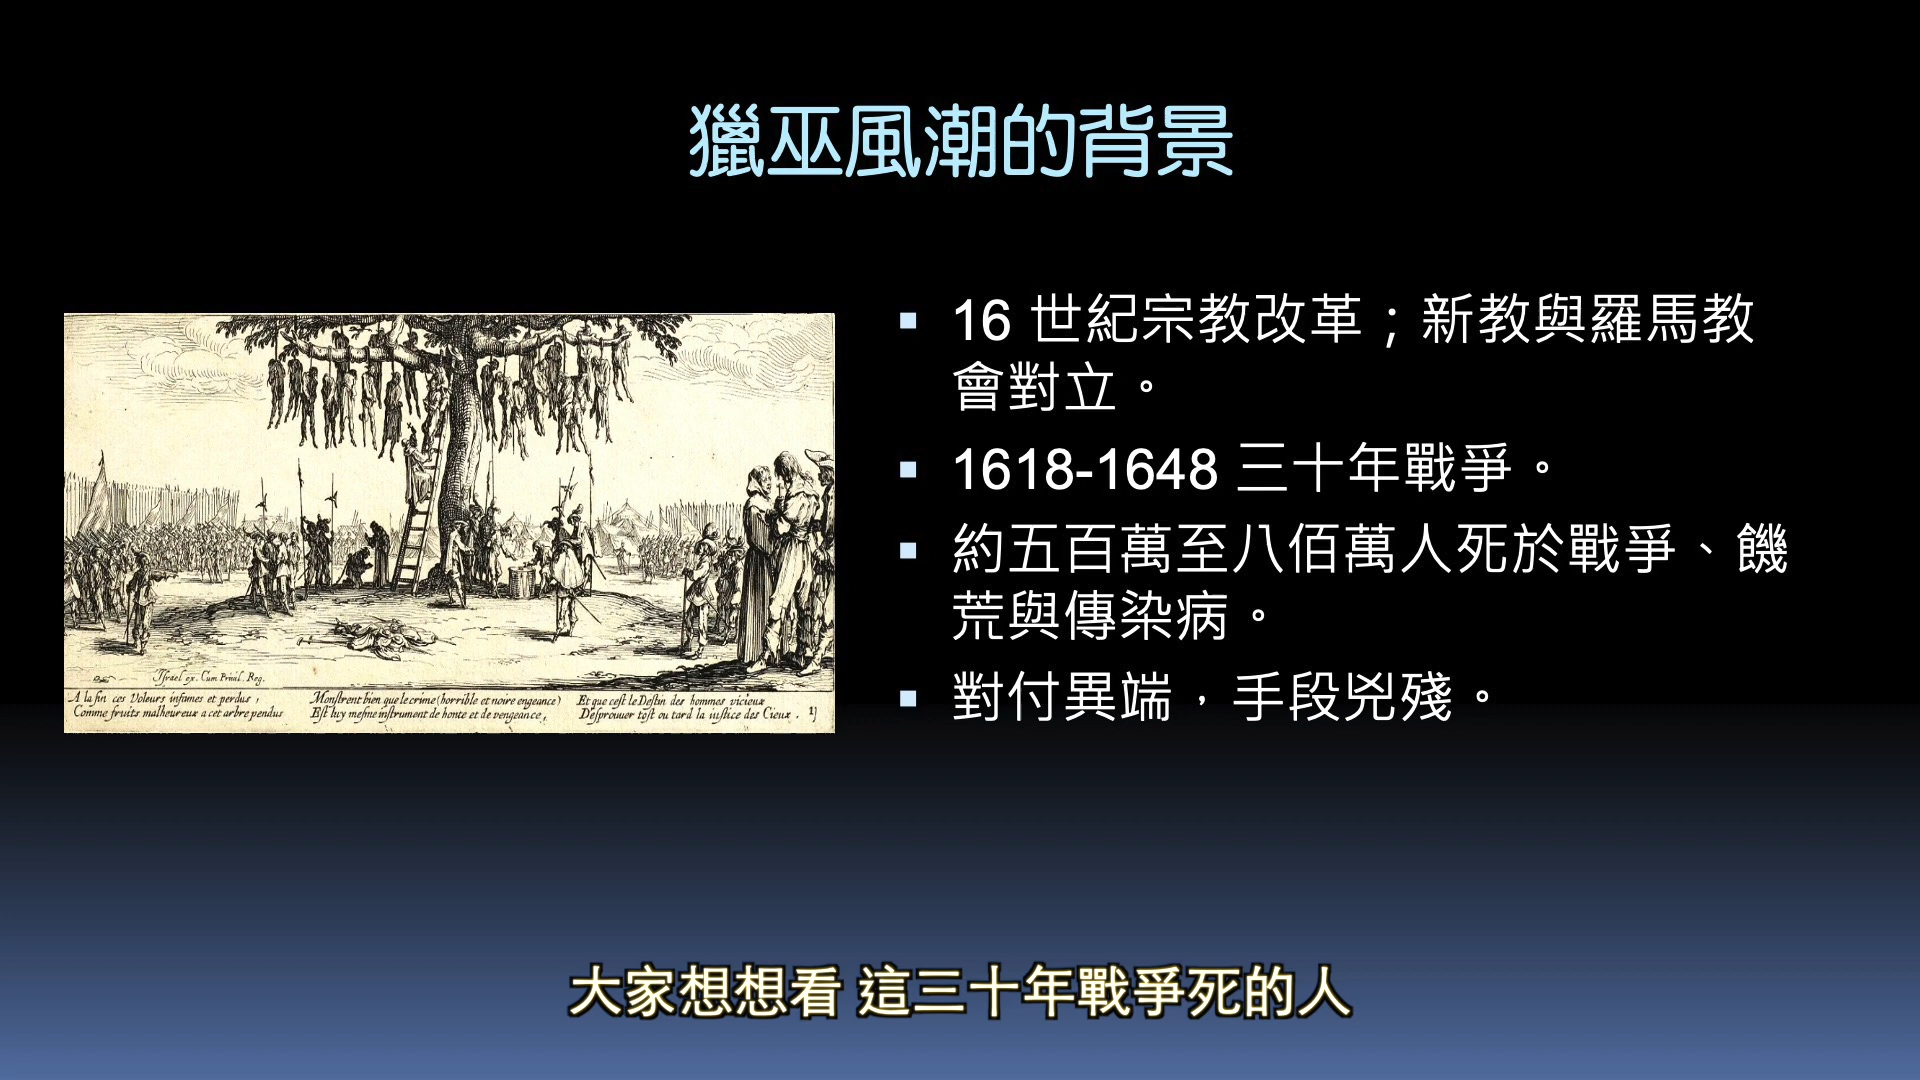 獵巫風潮的背景
16 世紀宗教改革；新教與羅馬教
會對立。
1618-1648 三十年戰爭。
約五百萬至八佰萬人死於戰爭、饑
荒與傳染病。
對付異端，手段兇殘。
Israel ex. Cum Privil. Reg.
A la fin ces Voleurs infames et perdus ,
Comme fruits malheureux a cet arbre pendus
Monstrent bien que le crime (horrible et noire engeance)
Est luy mesme instrument de honte et de vengeance ,
Et que cest le Destin des hommes vicieux
Desprouver tost ou tard la iustice des Cieux .
大家想想看 這三十年戰爭死的人